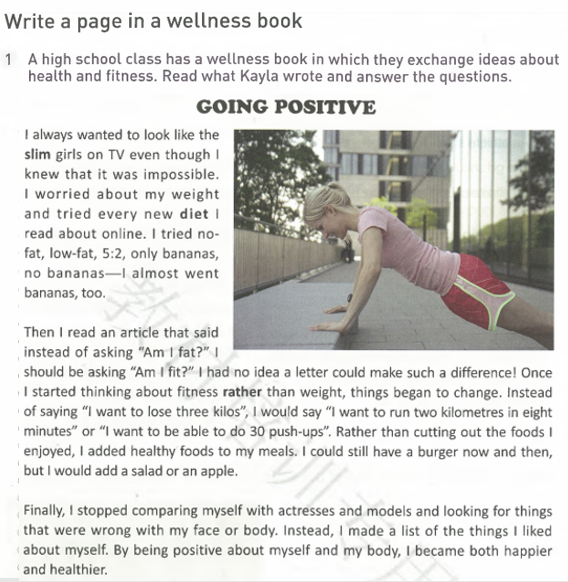 Write a page in a wellness book
1 A high school class has a wellness book in which they exchange ideas about
health and fitness. Read what Kayla wrote and answer the questions.
GOING POSITIVE
I always wanted to look like the
slim girls on TV even though I
knew that it was impossible.
I worried about my weight
and tried every new diet I
read about online. I tried no-
fat, low-fat, 5:2, only bananas,
no bananas—I almost went
bananas, too.
Then I read an article that said
instead of asking “Am I fat?” I
should be asking “Am I fit?” I had no idea a letter could make such a difference! Once
I started thinking about fitness rather than weight, things began to change. Instead
of saying “I want to lose three kilos”, I would say “I want to run two kilometres in eight
minutes” or “I want to be able to do 30 push-ups”. Rather than cutting out the foods I
enjoyed, I added healthy foods to my meals. I could still have a burger now and then,
but I would add a salad or an apple.
Finally, I stopped comparing myself with actresses and models and looking for things
that were wrong with my face or body. Instead, I made a list of the things I liked
about myself. By being positive about myself and my body, I became both happier
and healthier.